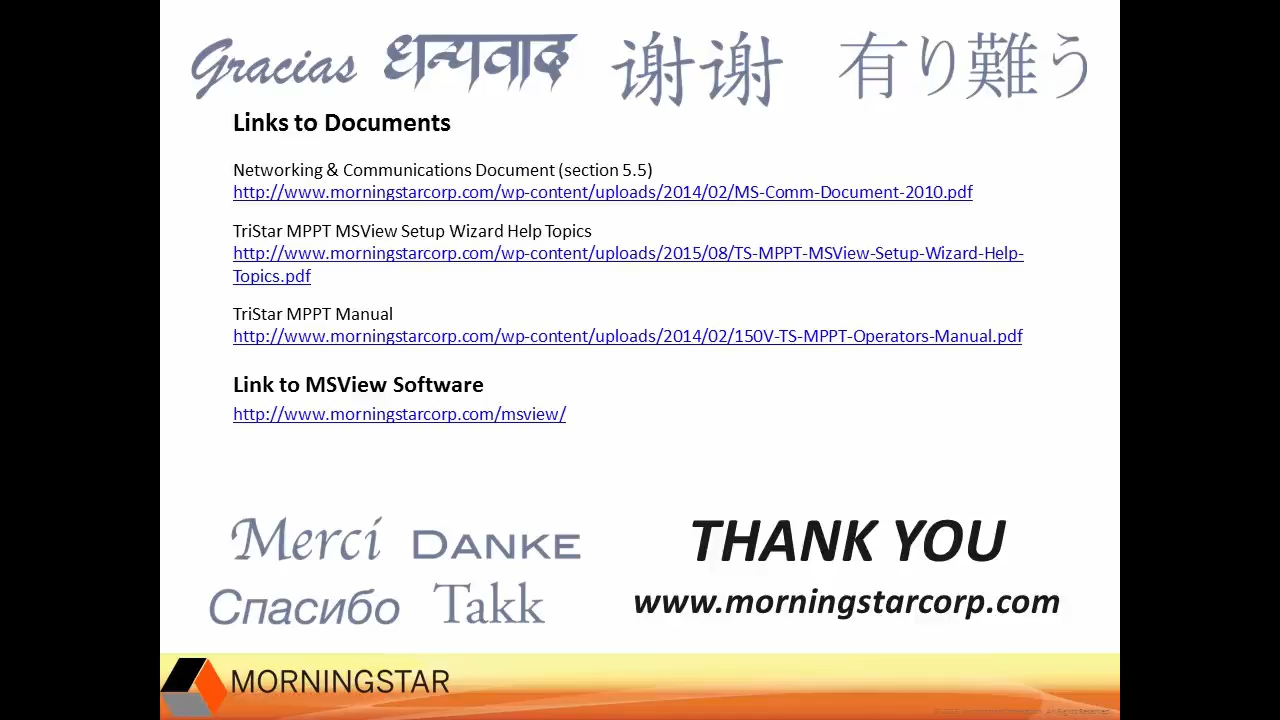 Gracias धन्यवाद 谢谢 有り難う
Links to Documents
Networking & Communications Document (section 5.5)
http://www.morningstarcorp.com/wp-content/uploads/2014/02/MS-Comm-Document-2010.pdf
TriStar MPPT MSView Setup Wizard Help Topics
http://www.morningstarcorp.com/wp-content/uploads/2015/08/TS-MPPT-MSView-Setup-Wizard-Help-
Topics.pdf
TriStar MPPT Manual
http://www.morningstarcorp.com/wp-content/uploads/2014/02/150V-TS-MPPT-Operators-Manual.pdf
Link to MSView Software
http://www.morningstarcorp.com/msview/
Merci DANKE THANK YOU
Спасибо Takk www.morningstarcorp.com
MORNINGSTAR